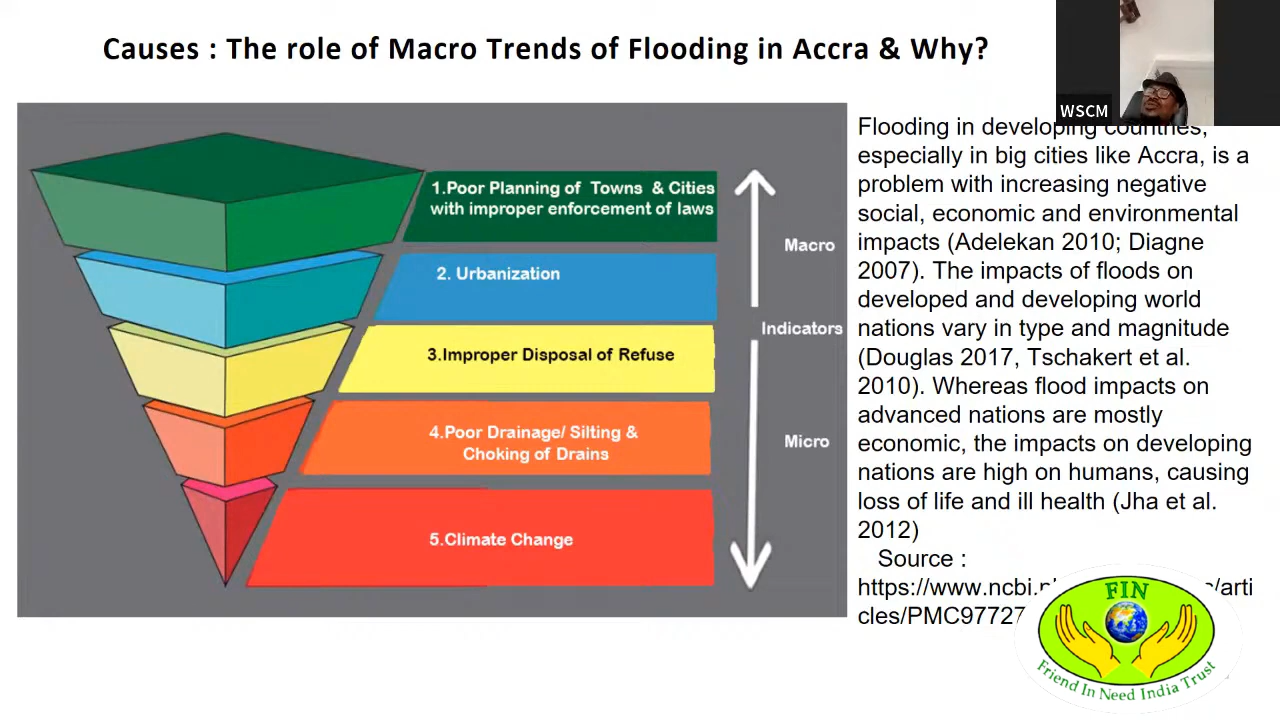 Causes : The role of Macro Trends of Flooding in Accra & Why?
WSCM
1.Poor Planning of Towns & Cities
with improper enforcement of laws
2. Urbanization
3.Improper Disposal of Refuse
4.Poor Drainage/ Silting &
Choking of Drains
5.Climate Change
Macro
Indicators
Micro
Flooding in developing countries,
especially in big cities like Accra, is a
problem with increasing negative
social, economic and environmental
impacts (Adelekan 2010; Diagne
2007). The impacts of floods on
developed and developing world
nations vary in type and magnitude
(Douglas 2017, Tschakert et al.
2010). Whereas flood impacts on
advanced nations are mostly
economic, the impacts on developing
nations are high on humans, causing
loss of life and ill health (Jha et al.
2012)
Source :
https://www.ncbi.n /arti
cles/PMC97727
FIN
Friend In Need India Trust